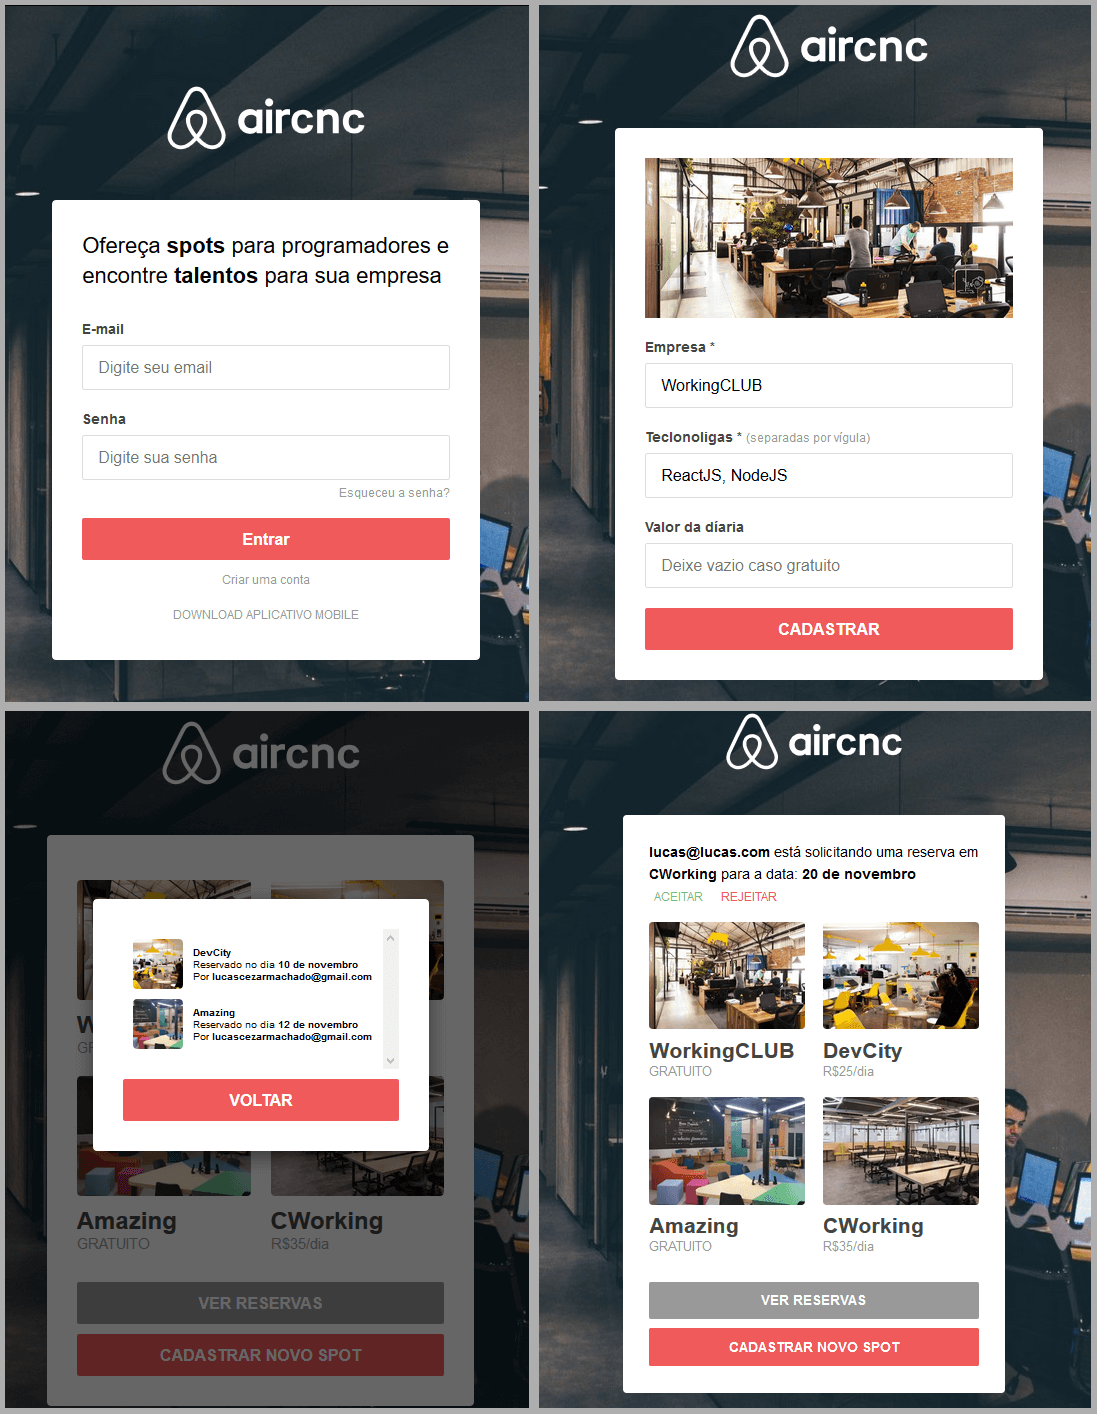 aircnc
Ofereça spots para programadores e
encontre talentos para sua empresa
E-mail
Digite seu email
Senha
Digite sua senha
Esqueceu a senha?
Entrar
Criar uma conta
DOWNLOAD APLICATIVO MOBILE
aircnc
Empresa *
WorkingCLUB
Teclonoligas * (separadas por vígula)
ReactJS, NodeJS
Valor da díaria
Deixe vazio caso gratuito
CADASTRAR
aircnc
DevCity
Reservado no dia 10 de novembro
Por lucascezarmachado@gmail.com
Amazing
Reservado no dia 12 de novembro
Por lucascezarmachado@gmail.com
VOLTAR
Amazing
GRATUITO
CWorking
R$35/dia
VER RESERVAS
CADASTRAR NOVO SPOT
aircnc
lucas@lucas.com está solicitando uma reserva em
CWorking para a data: 20 de novembro
ACEITAR REJEITAR
WorkingCLUB
GRATUITO
DevCity
R$25/dia
Amazing
GRATUITO
CWorking
R$35/dia
VER RESERVAS
CADASTRAR NOVO SPOT